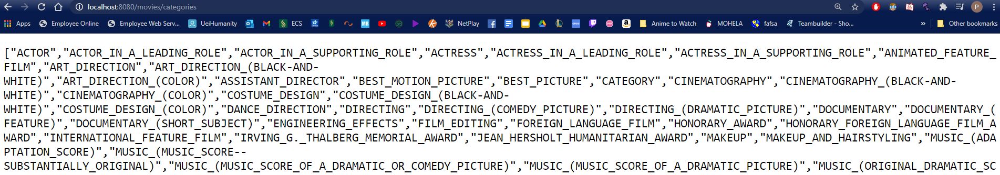 localhost:8080/movies/categories
P
Apps Employee Online Employee Web Serv... UeiHumanity ECS MR NetPlay Anime to Watch MOHELA fafsa Teambuilder - Sho... » Other bookmarks
["ACTOR","ACTOR_IN_A_LEADING_ROLE","ACTOR_IN_A_SUPPORTING_ROLE","ACTRESS","ACTRESS_IN_A_LEADING_ROLE","ACTRESS_IN_A_SUPPORTING_ROLE","ANIMATED_FEATURE_
FILM","ART_DIRECTION","ART_DIRECTION_(BLACK-AND-
WHITE)","ART_DIRECTION_(COLOR)","ASSISTANT_DIRECTOR","BEST_MOTION_PICTURE","BEST_PICTURE","CATEGORY","CINEMATOGRAPHY","CINEMATOGRAPHY_(BLACK-AND-
WHITE)","CINEMATOGRAPHY_(COLOR)","COSTUME_DESIGN","COSTUME_DESIGN_(BLACK-AND-
WHITE)","COSTUME_DESIGN_(COLOR)","DANCE_DIRECTION","DIRECTING","DIRECTING_(COMEDY_PICTURE)","DIRECTING_(DRAMATIC_PICTURE)","DOCUMENTARY","DOCUMENTARY_(
FEATURE)","DOCUMENTARY_(SHORT_SUBJECT)","ENGINEERING_EFFECTS","FILM_EDITING","FOREIGN_LANGUAGE_FILM","HONORARY_AWARD","HONORARY_FOREIGN_LANGUAGE_FILM_A
WARD","INTERNATIONAL_FEATURE_FILM","IRVING_G._THALBERG_MEMORIAL_AWARD","JEAN_HERSHOLT_HUMANITARIAN_AWARD","MAKEUP","MAKEUP_AND_HAIRSTYLING","MUSIC_(ADA
PTATION_SCORE)","MUSIC_(MUSIC_SCORE--
SUBSTANTIALLY_ORIGINAL)","MUSIC_(MUSIC_SCORE_OF_A_DRAMATIC_OR_COMEDY_PICTURE)","MUSIC_(MUSIC_SCORE_OF_A_DRAMATIC_PICTURE)","MUSIC_(ORIGINAL_DRAMATIC_SC